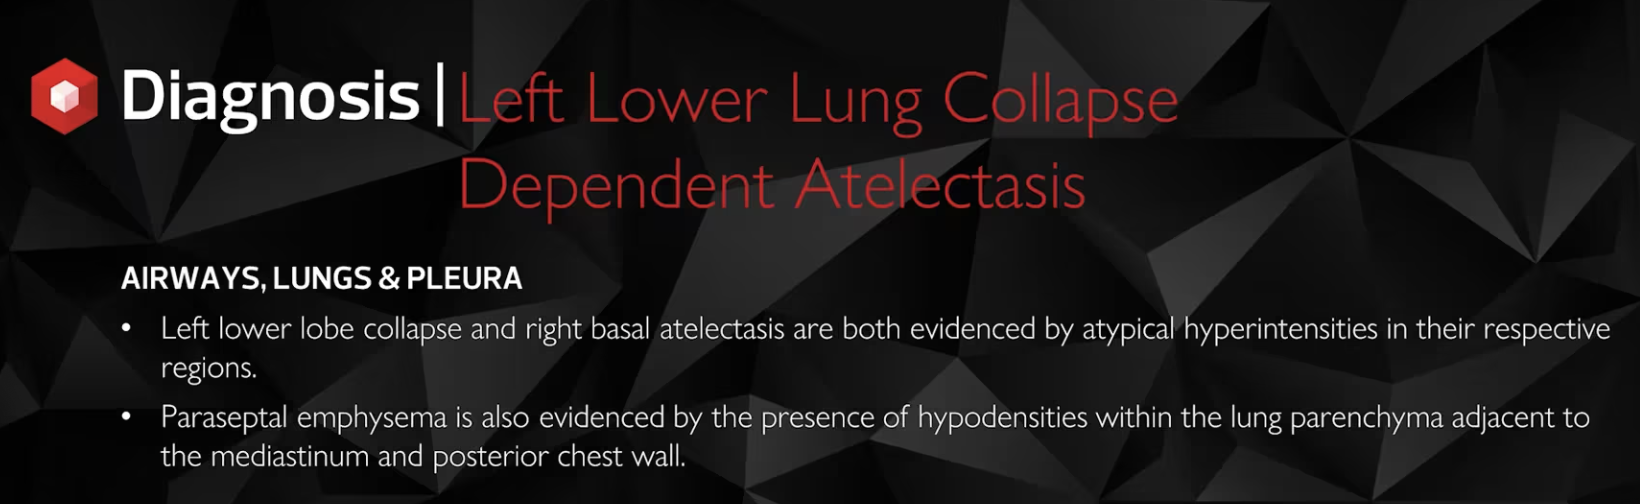 Diagnosis | Left Lower Lung Collapse
Dependent Atelectasis
AIRWAYS, LUNGS & PLEURA
• Left lower lobe collapse and right basal atelectasis are both evidenced by atypical hyperintensities in their respective
regions.
• Paraseptal emphysema is also evidenced by the presence of hypodensities within the lung parenchyma adjacent to
the mediastinum and posterior chest wall.